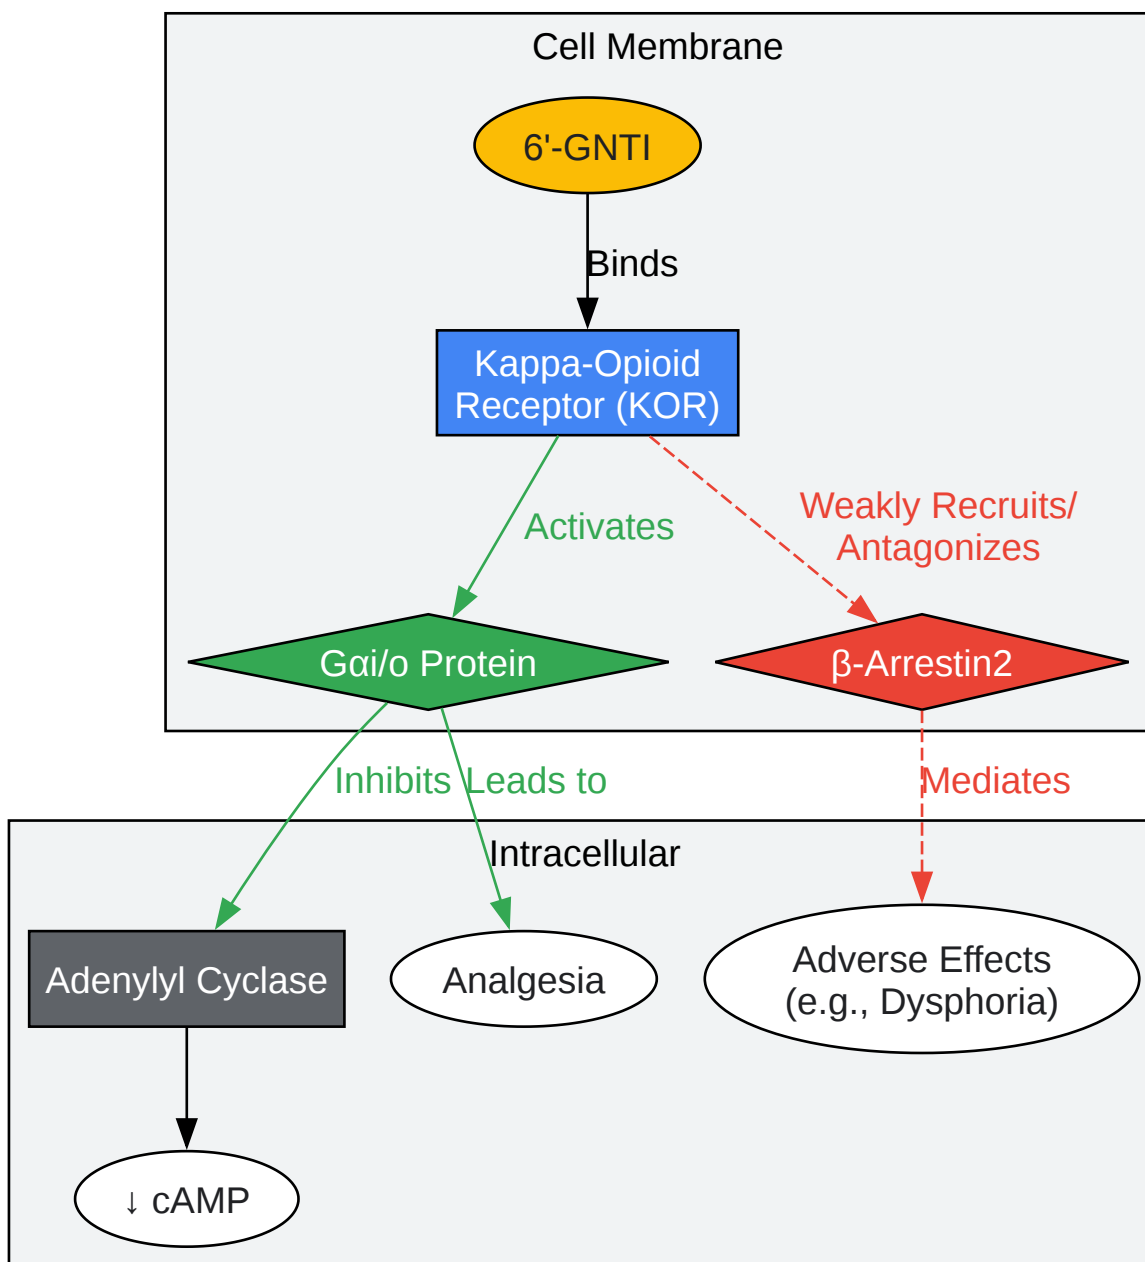 Cell Membrane
6'-GNTI
Binds
Kappa-Opioid
Receptor (KOR)
Activates
Weakly Recruits/
Antagonizes
Gαi/o Protein
β-Arrestin2
Inhibits
Leads to
Mediates
Intracellular
Adenylyl Cyclase
Analgesia
Adverse Effects
(e.g., Dysphoria)
↓ cAMP